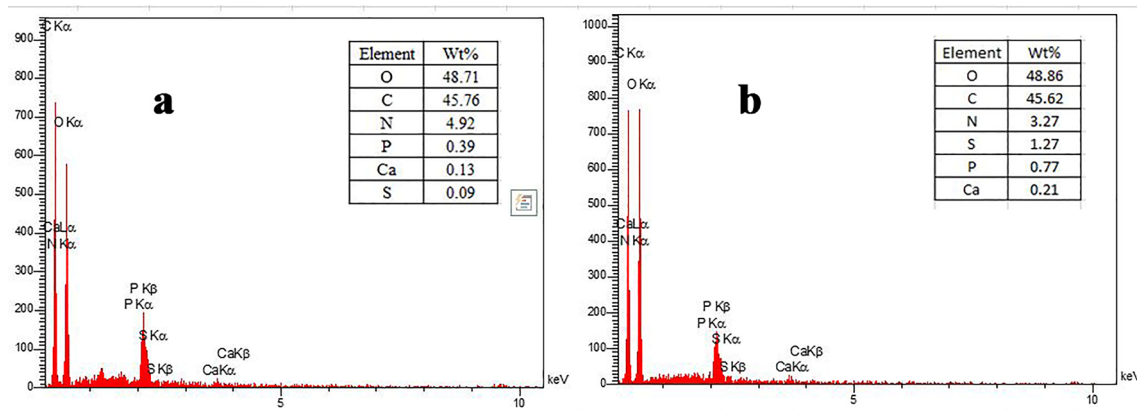 C Kα
900
800
700
600
500
400
300
200
100
0
O Kα
CaLα
N Kα
P Kβ
P Kα
S Kα
S Kβ
CaKβ
CaKα
5
10
keV
a
Element Wt%
O 48.71
C 45.76
N 4.92
P 0.39
Ca 0.13
S 0.09
1000
900
800
700
600
500
400
300
200
100
0
C Kα
O Kα
CaLα
N Kα
P Kβ
P Kα
S Kα
S Kβ
CaKβ
CaKα
5
10
keV
b
Element Wt%
O 48.86
C 45.62
N 3.27
S 1.27
P 0.77
Ca 0.21